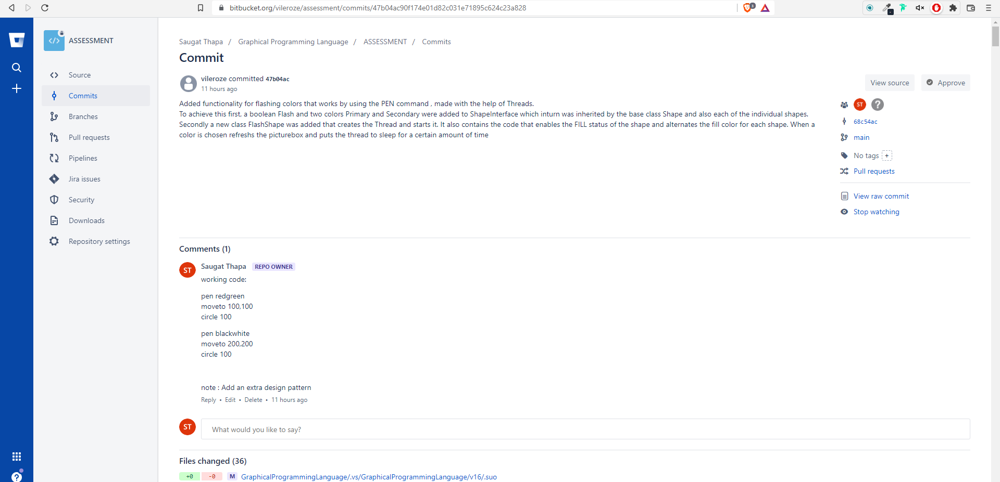 bitbucket.org/vileroze/assessment/commits/47b04ac90f174e01d82c031e71895c624c23a828
3
ASSESSMENT
Source
Commits
Branches
Pull requests
Pipelines
Jira issues
Security
Downloads
Repository settings
Saugat Thapa / Graphical Programming Language / ASSESSMENT / Commits
Commit
vileroze committed 47b04ac
11 hours ago
View source
Approve
Added functionality for flashing colors that works by using the PEN command , made with the help of Threads.
To achieve this first, a boolean Flash and two colors Primary and Secondary were added to ShapeInterface which inturn was inherited by the base class Shape and also each of the individual shapes.
Secondly a new class FlashShape was added that creates the Thread and starts it. It also contains the code that enables the FILL status of the shape and alternates the fill color for each shape. When a
color is chosen refreshs the picturebox and puts the thread to sleep for a certain amount of time
ST ?
68c54ac
main
No tags +
Pull requests
View raw commit
Stop watching
Comments (1)
ST Saugat Thapa REPO OWNER
working code:
pen redgreen
moveto 100,100
circle 100
pen blackwhite
moveto 200,200
circle 100
note : Add an extra design pattern
Reply • Edit • Delete • 11 hours ago
ST What would you like to say?
Files changed (36)
+0 -0 M GraphicalProgrammingLanguage/.vs/GraphicalProgrammingLanguage/v16/.suo